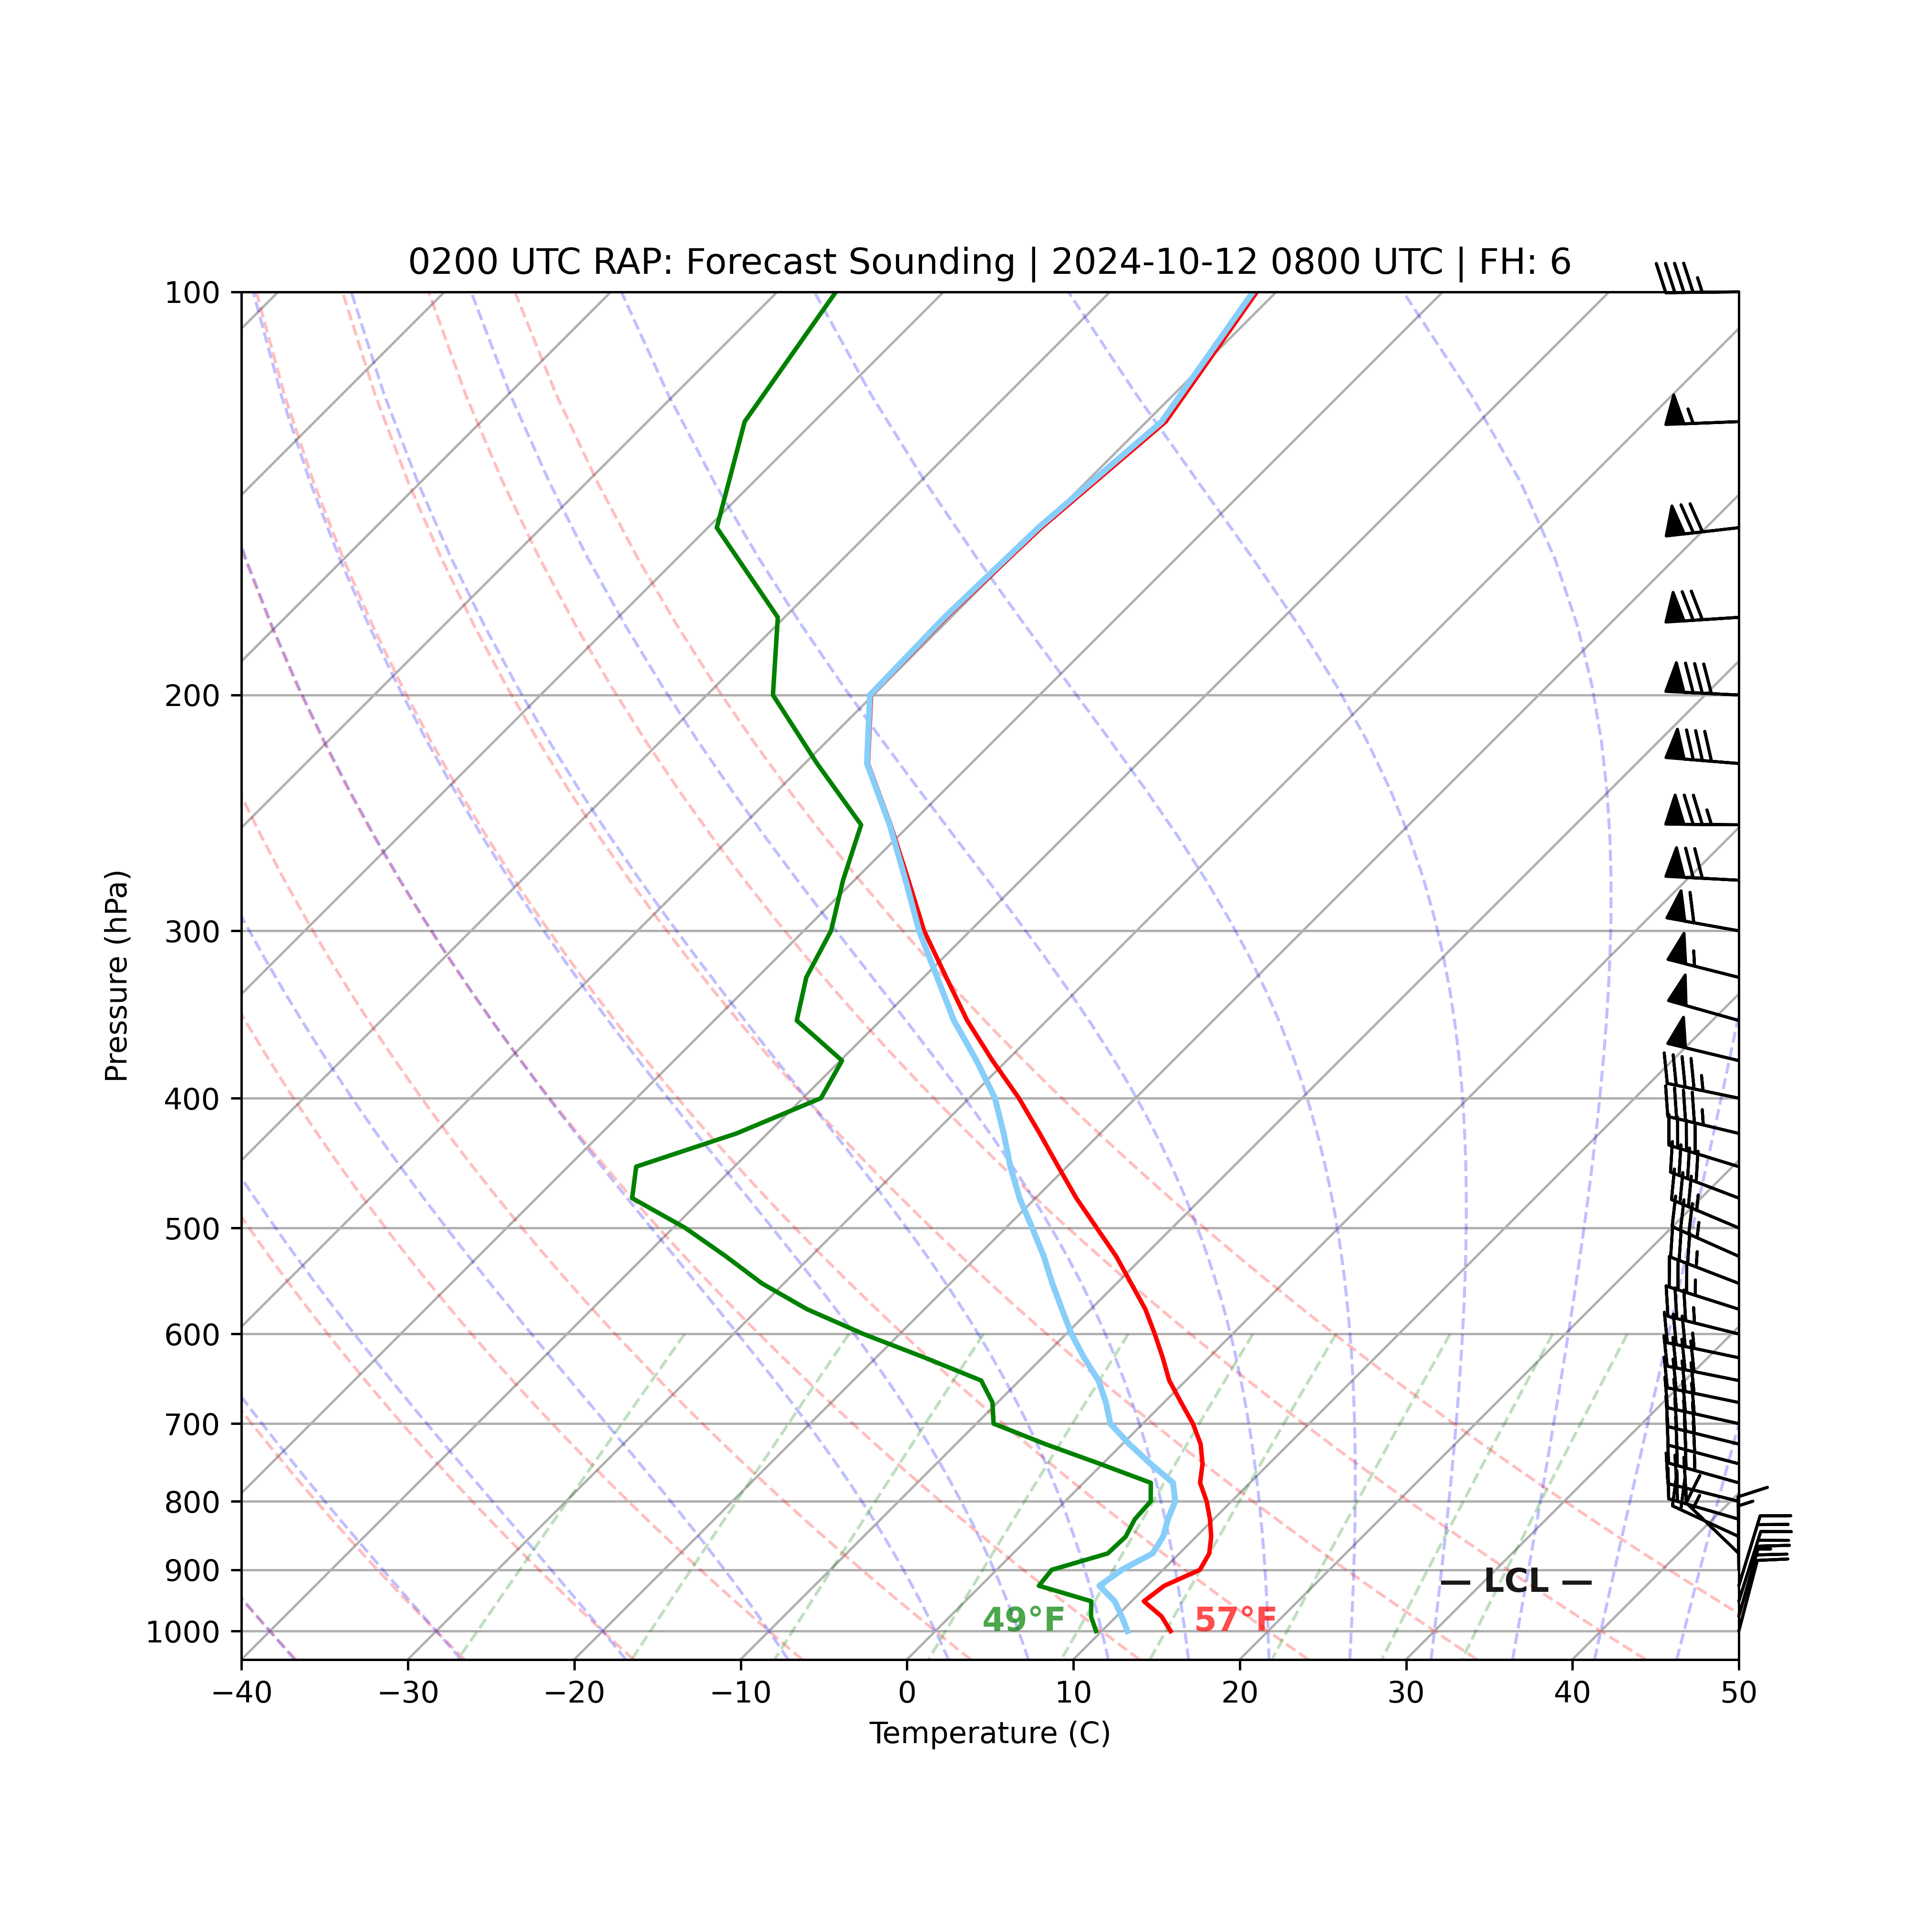 0200 UTC RAP: Forecast Sounding | 2024-10-12 0800 UTC | FH: 6
100
200
300
400
500
600
700
800
900
1000
Pressure (hPa)
— LCL —
49°F
57°F
−40 −30 −20 −10 0 10 20 30 40 50
Temperature (C)